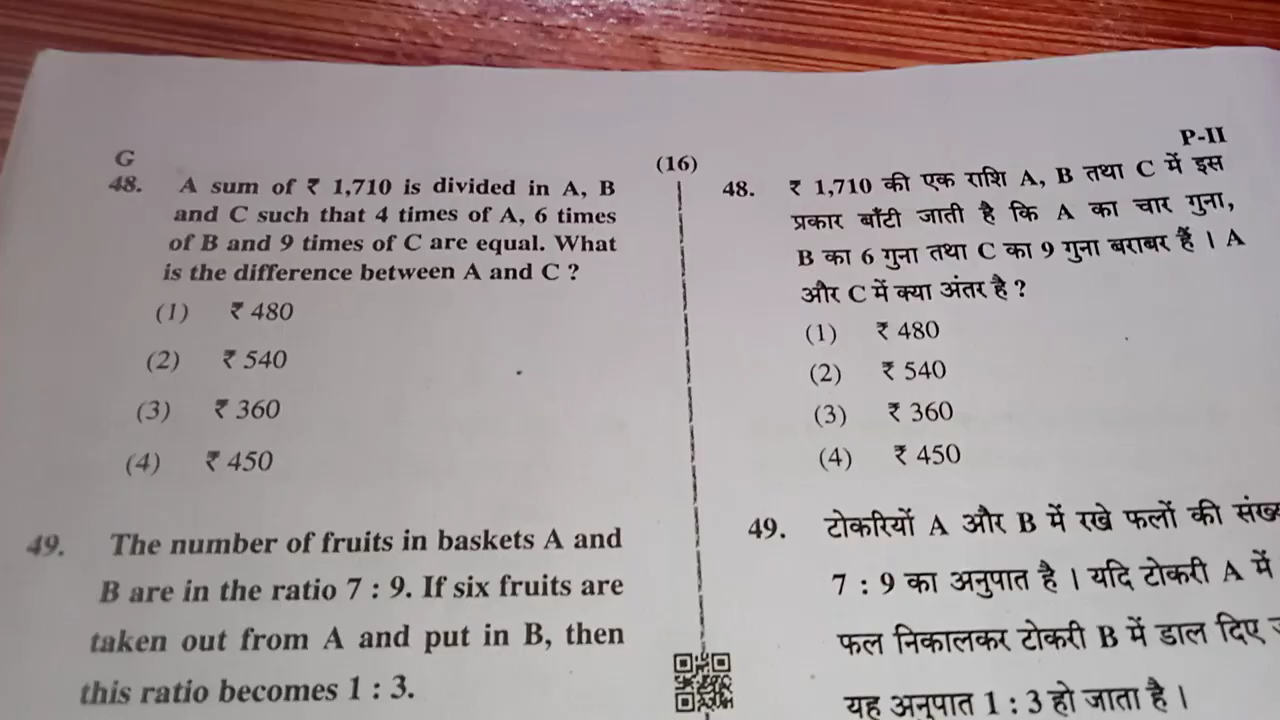 G
(16)
P-II
48. A sum of ₹ 1,710 is divided in A, B
and C such that 4 times of A, 6 times
of B and 9 times of C are equal. What
is the difference between A and C ?
(1) ₹ 480
(2) ₹ 540
(3) ₹ 360
(4) ₹ 450
49. The number of fruits in baskets A and
B are in the ratio 7 : 9. If six fruits are
taken out from A and put in B, then
this ratio becomes 1 : 3.
48. ₹ 1,710 की एक राशि A, B तथा C में इस
प्रकार बाँटी जाती है कि A का चार गुना,
B का 6 गुना तथा C का 9 गुना बराबर हैं । A
और C में क्या अंतर है ?
(1) ₹ 480
(2) ₹ 540
(3) ₹ 360
(4) ₹ 450
49. टोकरियों A और B में रखे फलों की
7 : 9 का अनुपात है । यदि टोकरी A में
फल निकालकर टोकरी B में डाल दिए
यह अनुपात 1 : 3 हो जाता है ।